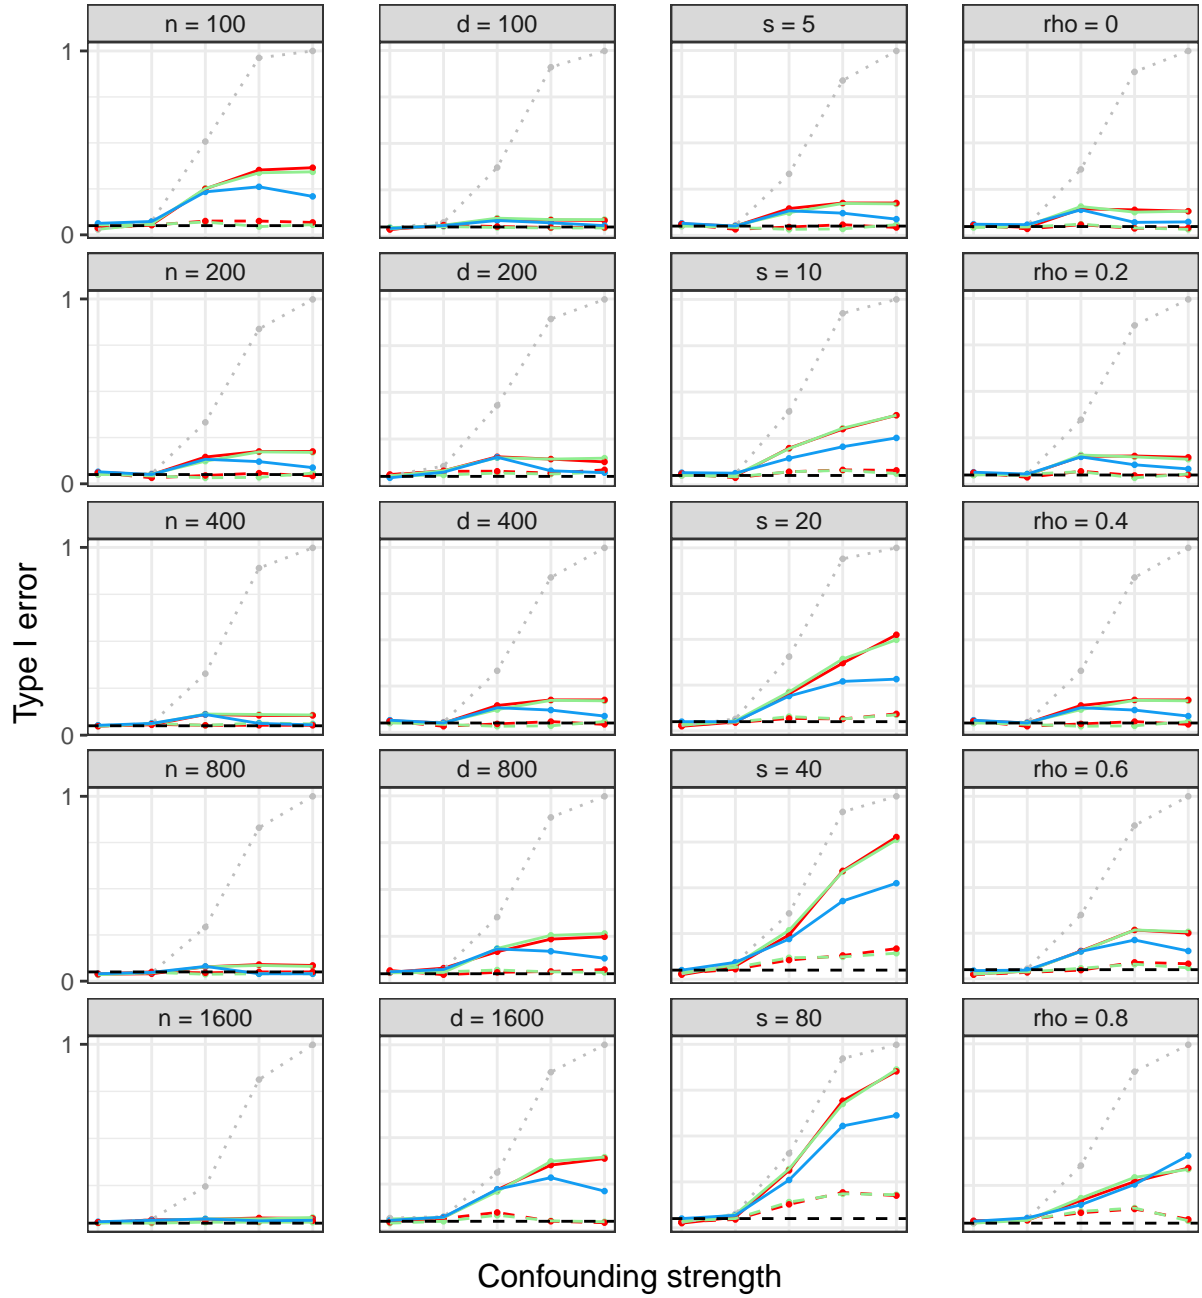 n = 100
d = 100
s = 5
rho = 0
1
0
n = 200
d = 200
s = 10
rho = 0.2
1
0
n = 400
d = 400
s = 20
rho = 0.4
1
0
n = 800
d = 800
s = 40
rho = 0.6
1
0
n = 1600
d = 1600
s = 80
rho = 0.8
1
Type I error
Confounding strength